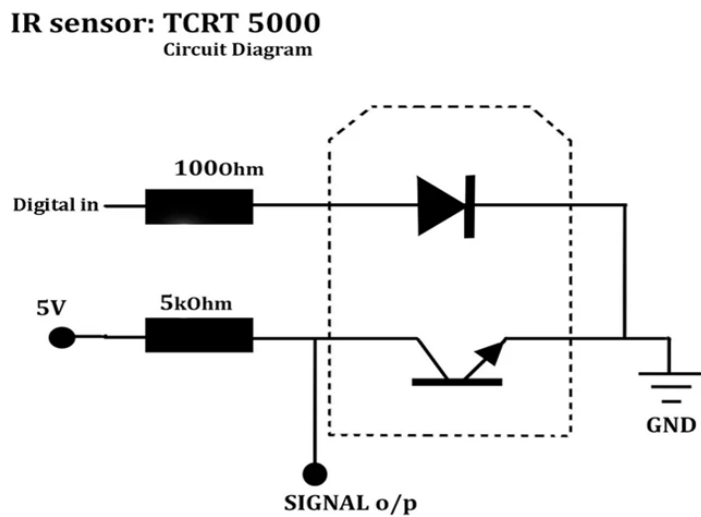 IR sensor: TCRT 5000
Circuit Diagram
100Ohm
Digital in
5V
5kOhm
GND
SIGNAL o/p